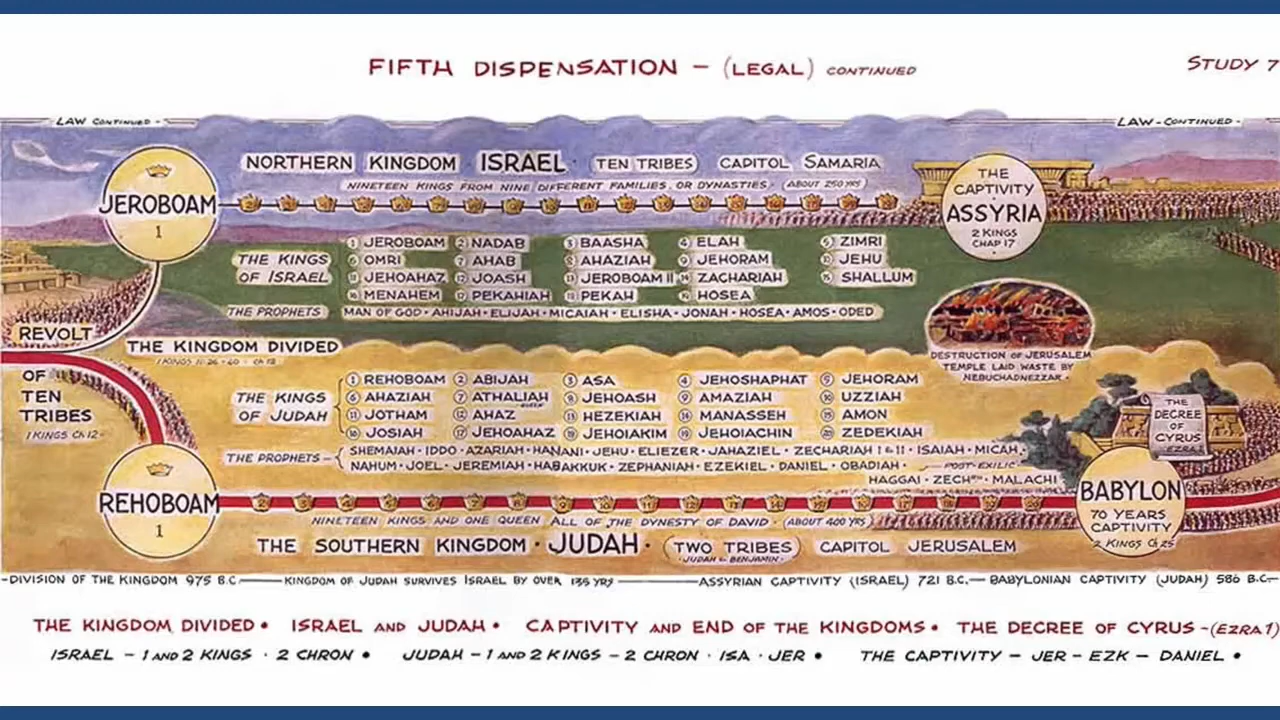 FIFTH DISPENSATION - (LEGAL) CONTINUED
STUDY 7
LAW CONTINUED -
LAW - CONTINUED -
NORTHERN KINGDOM ISRAEL · TEN TRIBES CAPITOL SAMARIA
NINETEEN KINGS FROM NINE DIFFERENT FAMILIES, OR DYNASTIES · (ABOUT 250 YRS)
JEROBOAM
1
THE CAPTIVITY
ASSYRIA
2 KINGS
CHAP 17
THE KINGS OF ISRAEL
1 JEROBOAM 2 NADAB 3 BAASHA 4 ELAH 5 ZIMRI
6 OMRI 7 AHAB 8 AHAZIAH 9 JEHORAM 10 JEHU
11 JEHOAHAZ 12 JOASH 13 JEROBOAM II 14 ZACHARIAH 15 SHALLUM
16 MENAHEM 17 PEKAHIAH 18 PEKAH 19 HOSEA
THE PROPHETS MAN OF GOD · AHIJAH · ELIJAH · MICAIAH · ELISHA · JONAH · HOSEA · AMOS · ODED
REVOLT
OF
TEN
TRIBES
1 KINGS CH 12 -
THE KINGDOM DIVIDED
1 KINGS 11:26 - 40 - CH 12
DESTRUCTION OF JERUSALEM
TEMPLE LAID WASTE BY
NEBUCHADNEZZAR ·
THE KINGS OF JUDAH
1 REHOBOAM 2 ABIJAH 3 ASA 4 JEHOSHAPHAT 5 JEHORAM
6 AHAZIAH 7 ATHALIAH QUEEN 8 JEHOASH 9 AMAZIAH 10 UZZIAH
11 JOTHAM 12 AHAZ 13 HEZEKIAH 14 MANASSEH 15 AMON
16 JOSIAH 17 JEHOAHAZ 18 JEHOIAKIM 19 JEHOIACHIN 20 ZEDEKIAH
THE PROPHETS - SHEMAIAH · IDDO · AZARIAH · HANANI · JEHU · ELIEZER · JAHAZIEL · ZECHARIAH I & II · ISAIAH · MICAH,
NAHUM · JOEL · JEREMIAH · HABAKKUK · ZEPHANIAH · EZEKIEL · DANIEL · OBADIAH · - POST-EXILIC -
HAGGAI · ZECH · MALACHI
THE
DECREE
OF
CYRUS
EZRA 1
REHOBOAM
1
BABYLON
70 YEARS
CAPTIVITY
2 KINGS Ch 25
NINETEEN KINGS AND ONE QUEEN ALL OF THE DYNESTY OF DAVID · (ABOUT 400 YRS)
THE SOUTHERN KINGDOM · JUDAH · TWO TRIBES CAPITOL JERUSALEM
JUDAH & BENJAMIN ·
-DIVISION OF THE KINGDOM 975 B.C. — KINGDOM OF JUDAH SURVIVES ISRAEL BY OVER 135 YRS — ASSYRIAN CAPTIVITY (ISRAEL) 721 B.C. — BABYLONIAN CAPTIVITY (JUDAH) 586 B.C.-
THE KINGDOM DIVIDED • ISRAEL AND JUDAH • CAPTIVITY AND END OF THE KINGDOMS • THE DECREE OF CYRUS - (EZRA 1)
ISRAEL - 1 AND 2 KINGS · 2 CHRON • JUDAH - 1 AND 2 KINGS - 2 CHRON · ISA · JER • THE CAPTIVITY - JER - EZK - DANIEL •